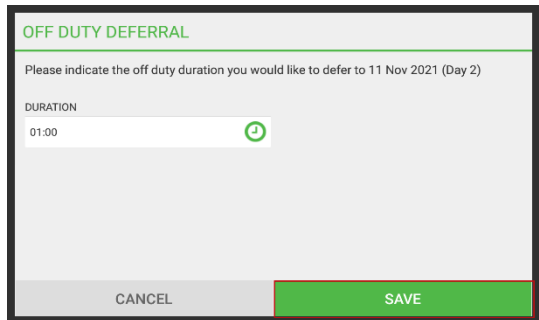 OFF DUTY DEFERRAL
Please indicate the off duty duration you would like to defer to 11 Nov 2021 (Day 2)
DURATION
01:00
CANCEL
SAVE